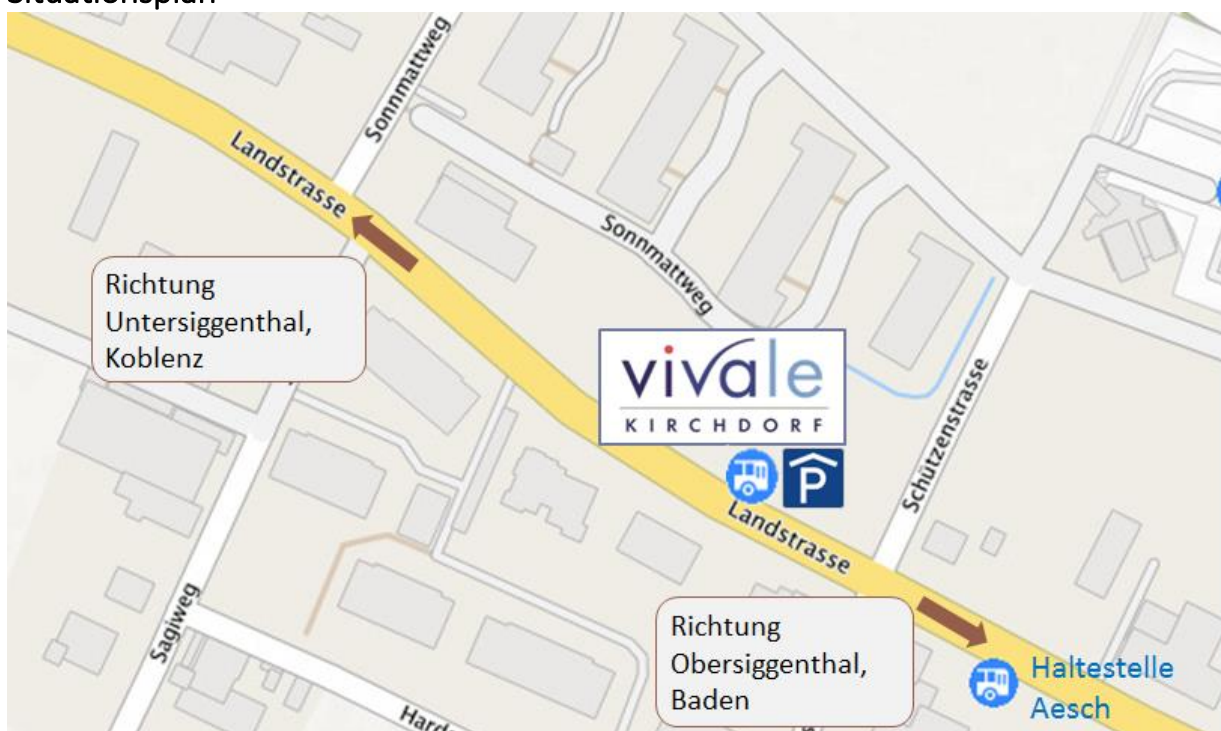 Situationsplan
Sonnmattweg
Landstrasse
Sonnmattweg
Richtung
Untersiggenthal,
Koblenz
vivale
KIRCHDORF
P
Schützenstrasse
Landstrasse
Sagiweg
Richtung
Obersiggenthal,
Baden
Haltestelle
Aesch